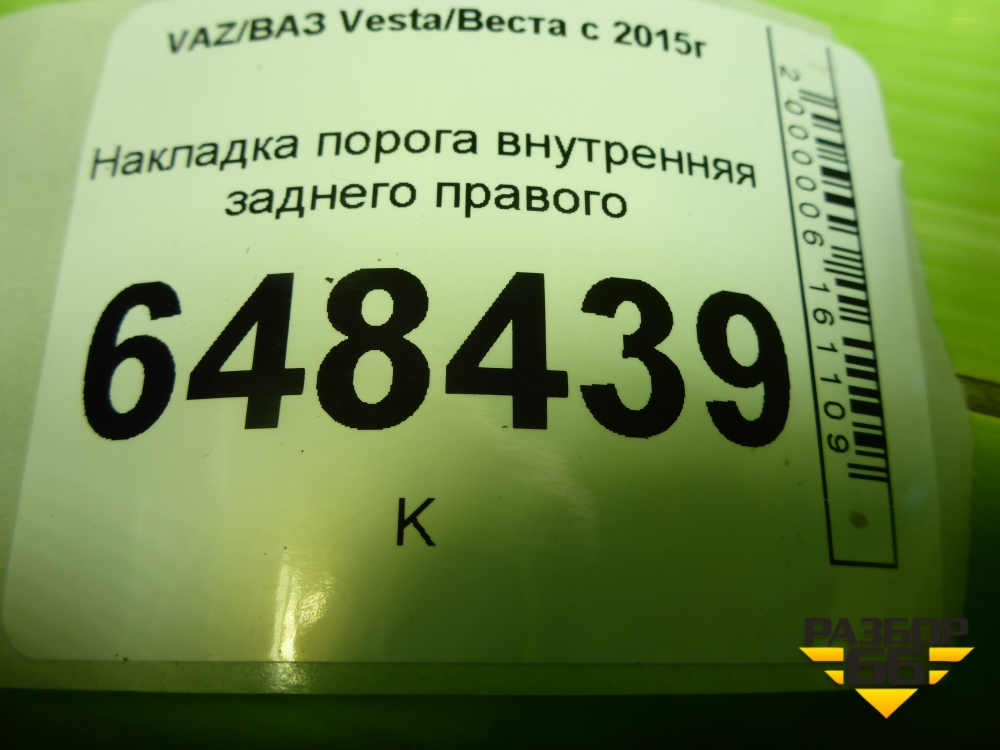 VAZ/ВАЗ Vesta/Веста с 2015г
Накладка порога внутренняя
заднего правого
648439
К
2000006161109
РАЗБОР
66